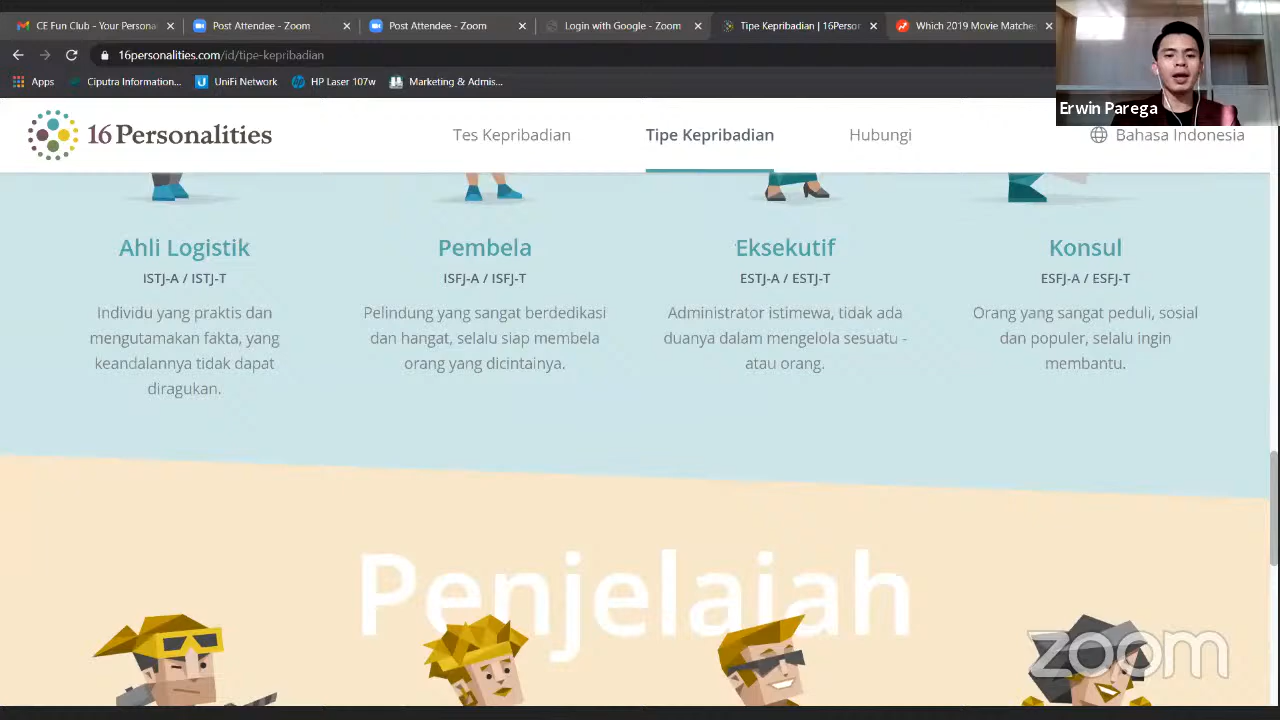 CE Fun Club - Your Persona
Post Attendee - Zoom
Post Attendee - Zoom
Login with Google - Zoom
Tipe Kepribadian | 16Person
Which 2019 Movie Matche
16personalities.com/id/tipe-kepribadian
Apps
Ciputra Information...
UniFi Network
HP Laser 107w
Marketing & Admis...
Erwin Parega
16Personalities
Tes Kepribadian
Tipe Kepribadian
Hubungi
Bahasa Indonesia
Ahli Logistik
ISTJ-A / ISTJ-T
Individu yang praktis dan
mengutamakan fakta, yang
keandalannya tidak dapat
diragukan.
Pembela
ISFJ-A / ISFJ-T
Pelindung yang sangat berdedikasi
dan hangat, selalu siap membela
orang yang dicintainya.
Eksekutif
ESTJ-A / ESTJ-T
Administrator istimewa, tidak ada
duanya dalam mengelola sesuatu -
atau orang.
Konsul
ESFJ-A / ESFJ-T
Orang yang sangat peduli, sosial
dan populer, selalu ingin
membantu.
Penjelajah
zoom